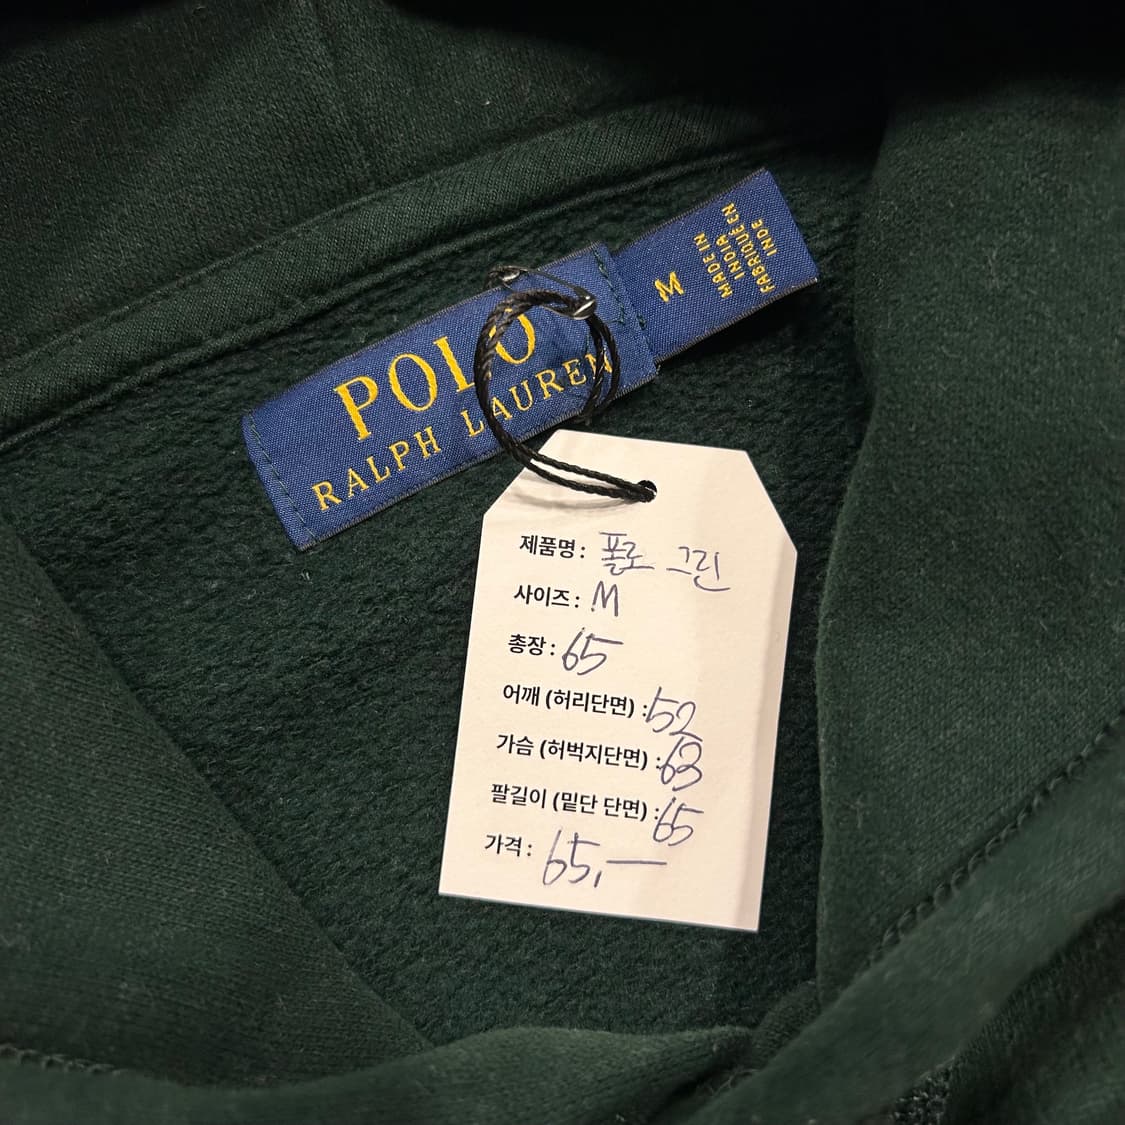 POLO
RALPH LAUREN
M
MADE IN
INDIA
FABRIQUÉ EN
INDE
제품명 : 폴로 그린
사이즈 : M
총장 : 65
어깨 (허리단면) : 52
가슴 (허벅지단면) : 63
팔길이 (밑단 단면) : 65
가격 : 65,—